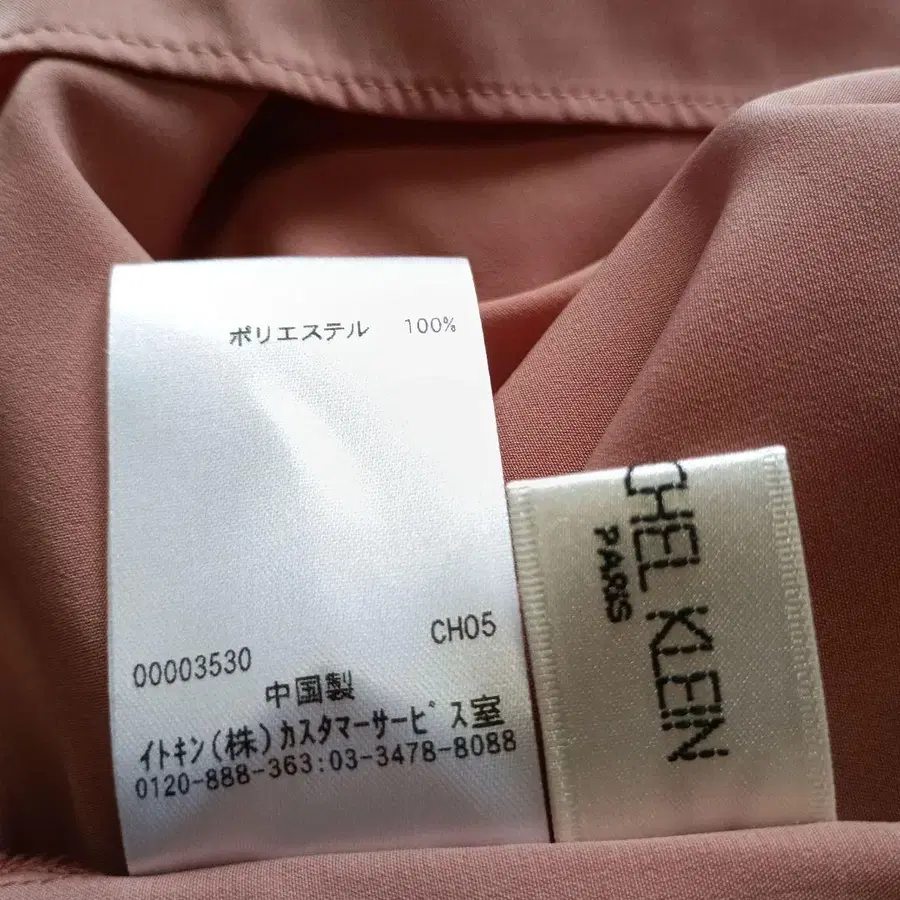 ポリエステル 100%
CH05
00003530
中国製
イトキン(株)カスタマーサービス室
0120-888-363:03-3478-8088
CHEL KLEIN
PARIS